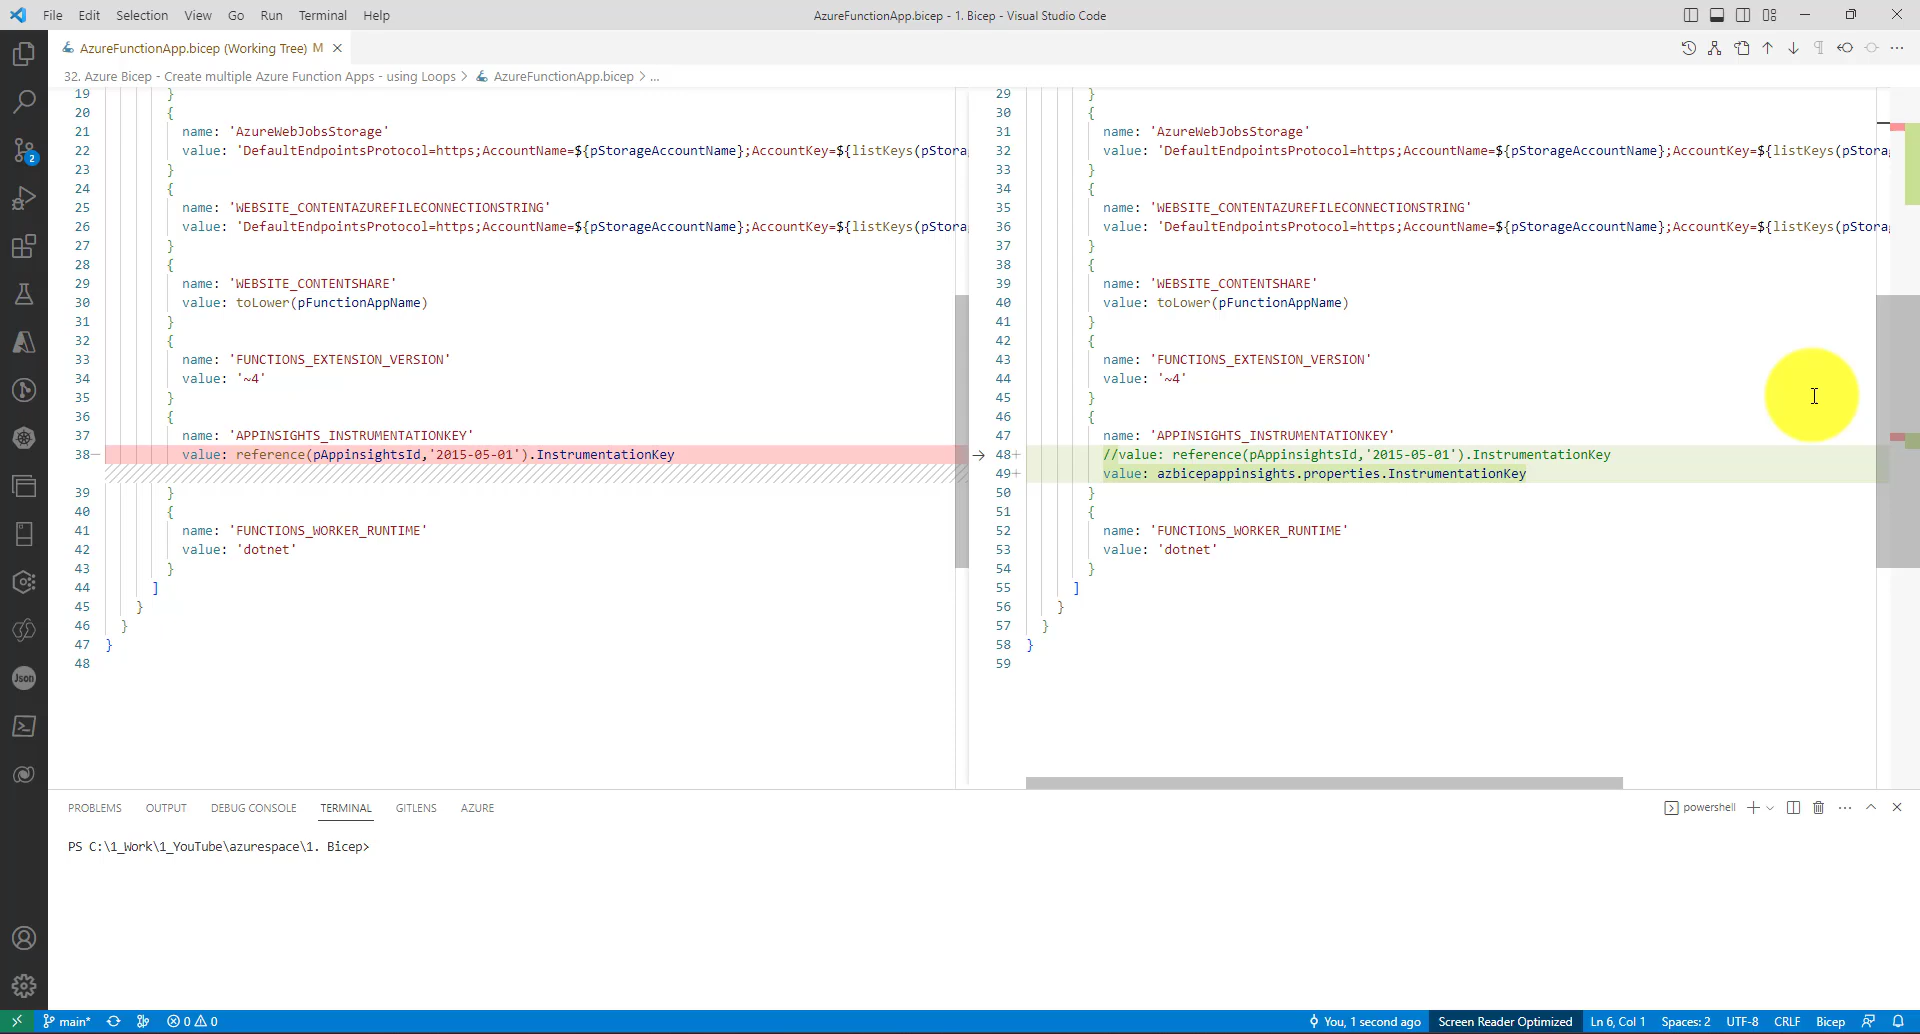 File Edit Selection View Go Run Terminal Help
AzureFunctionApp.bicep - 1. Bicep - Visual Studio Code
AzureFunctionApp.bicep (Working Tree) M
32. Azure Bicep - Create multiple Azure Function Apps - using Loops > AzureFunctionApp.bicep > ...
19 }
20 {
21 name: 'AzureWebJobsStorage'
22 value: 'DefaultEndpointsProtocol=https;AccountName=${pStorageAccountName};AccountKey=${listKeys(pStora
23 }
24 {
25 name: 'WEBSITE_CONTENTAZUREFILECONNECTIONSTRING'
26 value: 'DefaultEndpointsProtocol=https;AccountName=${pStorageAccountName};AccountKey=${listKeys(pStora
27 }
28 {
29 name: 'WEBSITE_CONTENTSHARE'
30 value: toLower(pFunctionAppName)
31 }
32 {
33 name: 'FUNCTIONS_EXTENSION_VERSION'
34 value: '~4'
35 }
36 {
37 name: 'APPINSIGHTS_INSTRUMENTATIONKEY'
38— value: reference(pAppinsightsId,'2015-05-01').InstrumentationKey
39 }
40 {
41 name: 'FUNCTIONS_WORKER_RUNTIME'
42 value: 'dotnet'
43 }
44 ]
45 }
46 }
47 }
48
29 }
30 {
31 name: 'AzureWebJobsStorage'
32 value: 'DefaultEndpointsProtocol=https;AccountName=${pStorageAccountName};AccountKey=${listKeys(pStora
33 }
34 {
35 name: 'WEBSITE_CONTENTAZUREFILECONNECTIONSTRING'
36 value: 'DefaultEndpointsProtocol=https;AccountName=${pStorageAccountName};AccountKey=${listKeys(pStora
37 }
38 {
39 name: 'WEBSITE_CONTENTSHARE'
40 value: toLower(pFunctionAppName)
41 }
42 {
43 name: 'FUNCTIONS_EXTENSION_VERSION'
44 value: '~4'
45 }
46 {
47 name: 'APPINSIGHTS_INSTRUMENTATIONKEY'
48+ //value: reference(pAppinsightsId,'2015-05-01').InstrumentationKey
49+ value: azbicepappinsights.properties.InstrumentationKey
50 }
51 {
52 name: 'FUNCTIONS_WORKER_RUNTIME'
53 value: 'dotnet'
54 }
55 ]
56 }
57 }
58 }
59
2
Json
PROBLEMS OUTPUT DEBUG CONSOLE TERMINAL GITLENS AZURE
powershell
PS C:\1_Work\1_YouTube\azurespace\1. Bicep>
main* 0 0
You, 1 second ago Screen Reader Optimized Ln 6, Col 1 Spaces: 2 UTF-8 CRLF Bicep